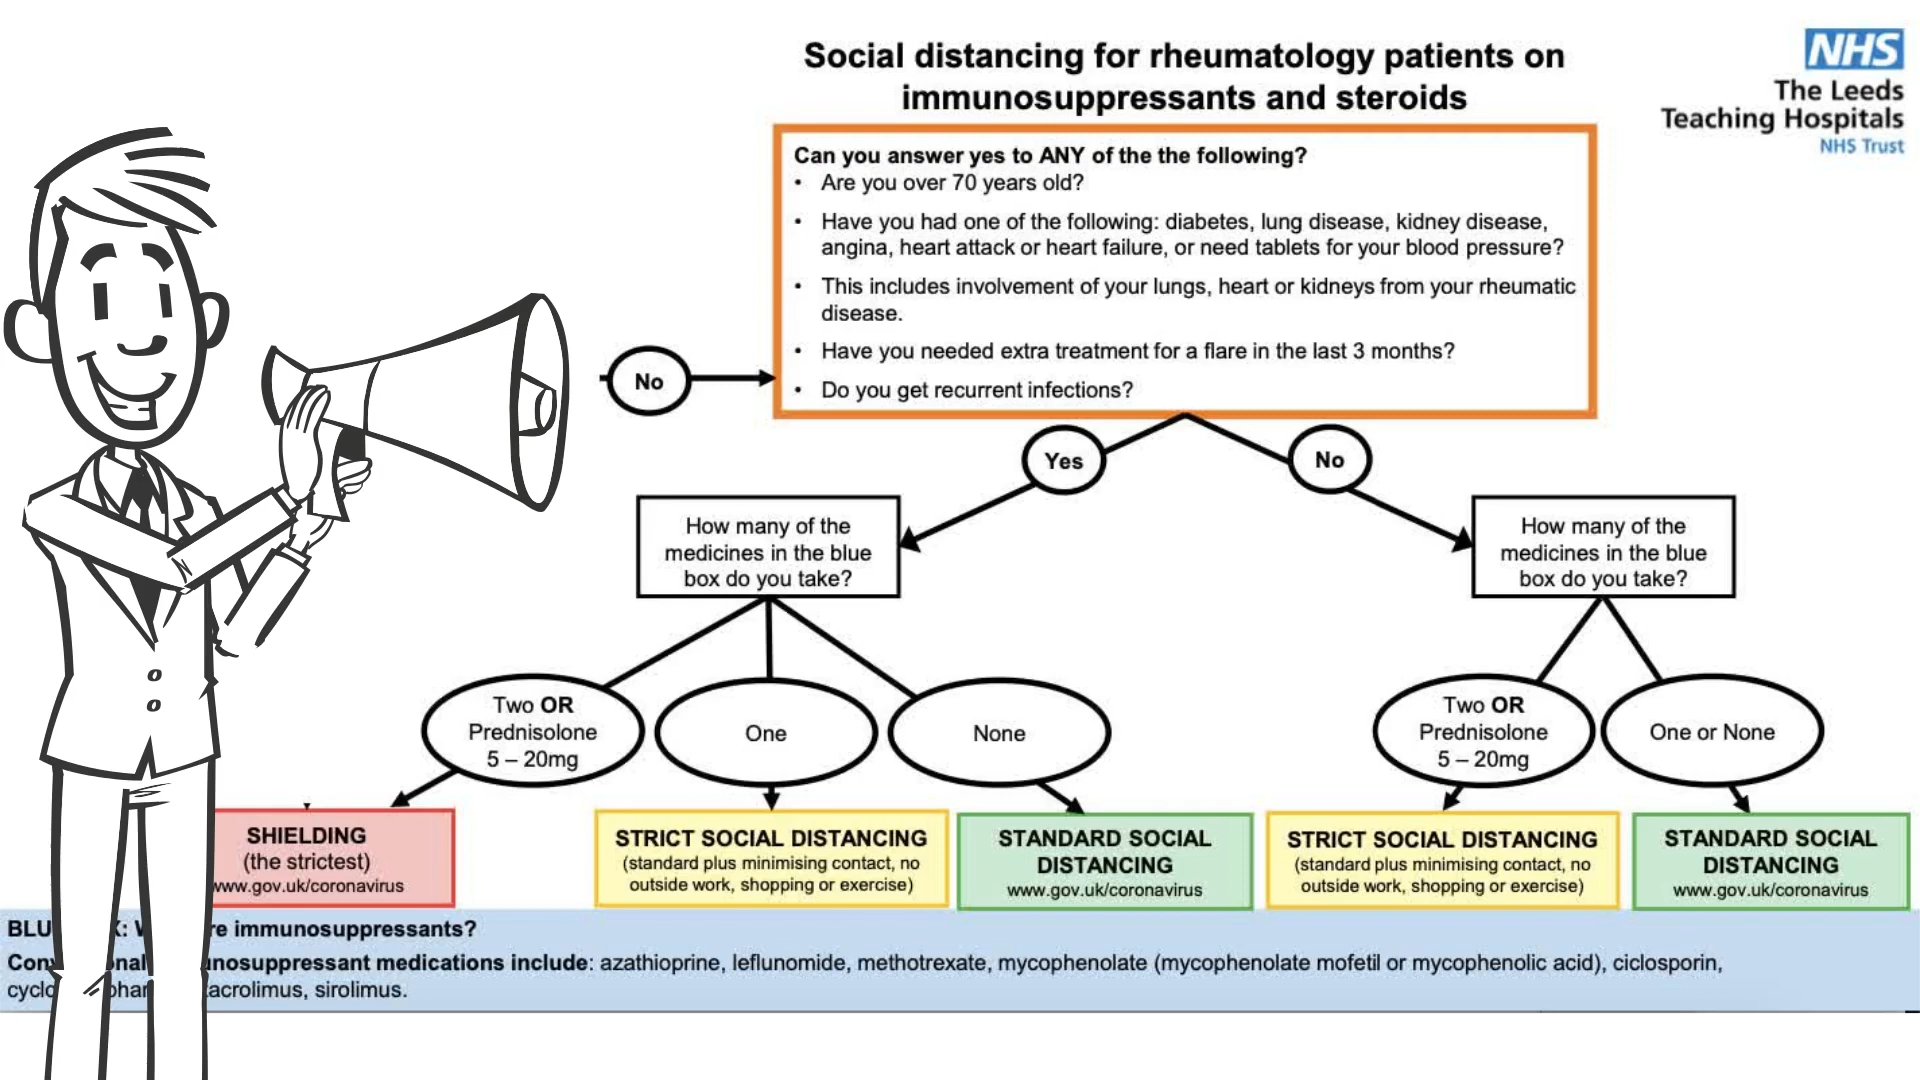 Social distancing for rheumatology patients on
immunosuppressants and steroids
NHS
The Leeds
Teaching Hospitals
NHS Trust
Can you answer yes to ANY of the the following?
• Are you over 70 years old?
• Have you had one of the following: diabetes, lung disease, kidney disease,
angina, heart attack or heart failure, or need tablets for your blood pressure?
• This includes involvement of your lungs, heart or kidneys from your rheumatic
disease.
• Have you needed extra treatment for a flare in the last 3 months?
• Do you get recurrent infections?
No
Yes
No
How many of the
medicines in the blue
box do you take?
How many of the
medicines in the blue
box do you take?
Two OR
Prednisolone
5 – 20mg
One
None
Two OR
Prednisolone
5 – 20mg
One or None
SHIELDING
(the strictest)
www.gov.uk/coronavirus
STRICT SOCIAL DISTANCING
(standard plus minimising contact, no
outside work, shopping or exercise)
STANDARD SOCIAL
DISTANCING
www.gov.uk/coronavirus
STRICT SOCIAL DISTANCING
(standard plus minimising contact, no
outside work, shopping or exercise)
STANDARD SOCIAL
DISTANCING
www.gov.uk/coronavirus
immunosuppressants?
medications include: azathioprine, leflunomide, methotrexate, mycophenolate (mycophenolate mofetil or mycophenolic acid), ciclosporin,
tacrolimus, sirolimus.